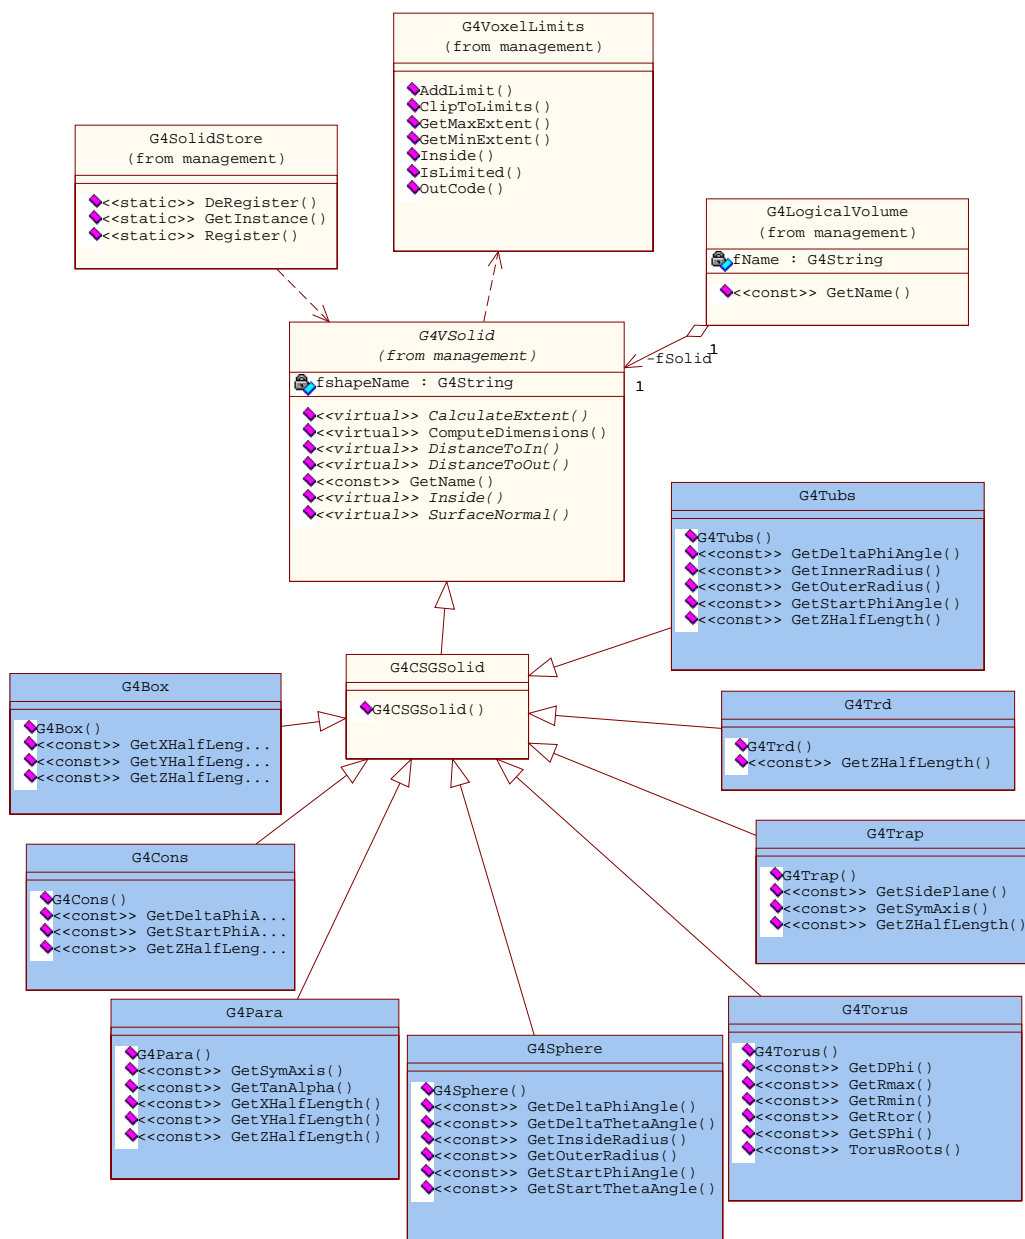 G4VoxelLimits
(from management)
AddLimit()
ClipToLimits()
GetMaxExtent()
GetMinExtent()
Inside()
IsLimited()
OutCode()
G4SolidStore
(from management)
<<static>> DeRegister()
<<static>> GetInstance()
<<static>> Register()
G4LogicalVolume
(from management)
fName : G4String
<<const>> GetName()
1
-fSolid
1
G4VSolid
(from management)
fshapeName : G4String
<<virtual>> CalculateExtent()
<<virtual>> ComputeDimensions()
<<virtual>> DistanceToIn()
<<virtual>> DistanceToOut()
<<const>> GetName()
<<virtual>> Inside()
<<virtual>> SurfaceNormal()
G4Tubs
G4Tubs()
<<const>> GetDeltaPhiAngle()
<<const>> GetInnerRadius()
<<const>> GetOuterRadius()
<<const>> GetStartPhiAngle()
<<const>> GetZHalfLength()
G4CSGSolid
G4CSGSolid()
G4Box
G4Box()
<<const>> GetXHalfLeng...
<<const>> GetYHalfLeng...
<<const>> GetZHalfLeng...
G4Trd
G4Trd()
<<const>> GetZHalfLength()
G4Trap
G4Trap()
<<const>> GetSidePlane()
<<const>> GetSymAxis()
<<const>> GetZHalfLength()
G4Cons
G4Cons()
<<const>> GetDeltaPhiA...
<<const>> GetStartPhiA...
<<const>> GetZHalfLeng...
G4Para
G4Para()
<<const>> GetSymAxis()
<<const>> GetTanAlpha()
<<const>> GetXHalfLength()
<<const>> GetYHalfLength()
<<const>> GetZHalfLength()
G4Sphere
G4Sphere()
<<const>> GetDeltaPhiAngle()
<<const>> GetDeltaThetaAngle()
<<const>> GetInsideRadius()
<<const>> GetOuterRadius()
<<const>> GetStartPhiAngle()
<<const>> GetStartThetaAngle()
G4Torus
G4Torus()
<<const>> GetDPhi()
<<const>> GetRmax()
<<const>> GetRmin()
<<const>> GetRtor()
<<const>> GetSPhi()
<<const>> TorusRoots()